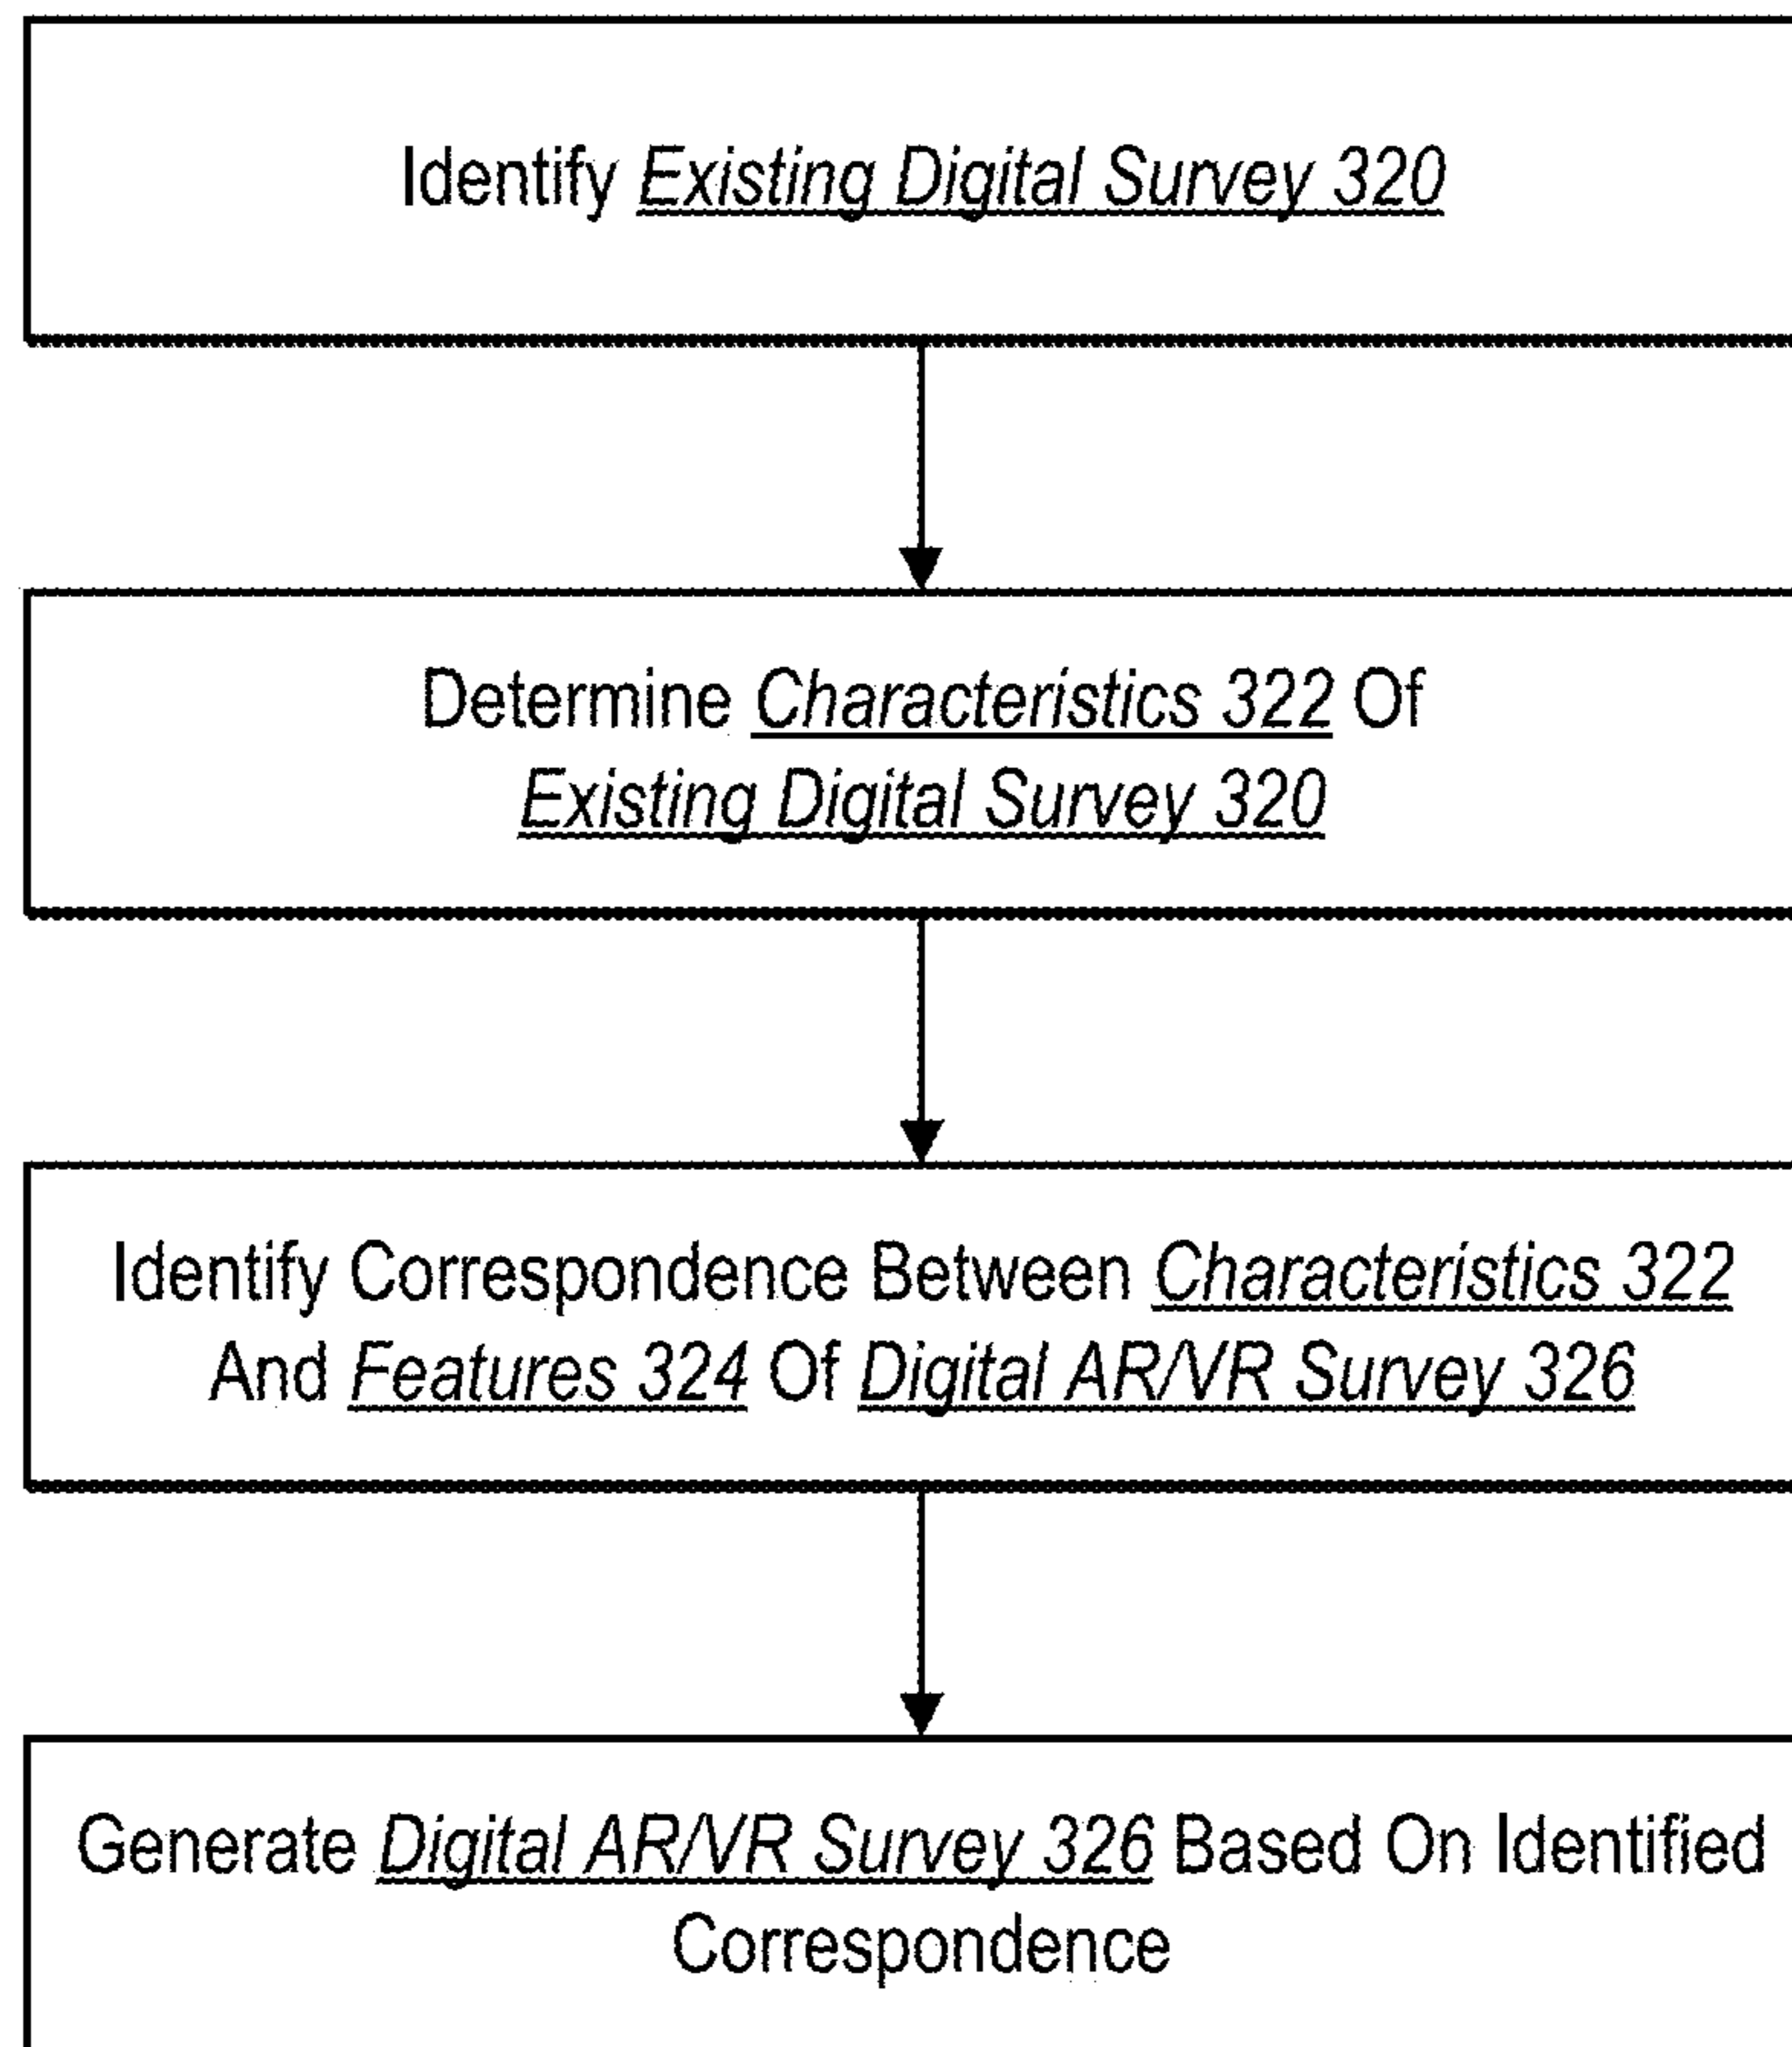 Identify Existing Digital Survey 320
Determine Characteristics 322 Of
Existing Digital Survey 320
Identify Correspondence Between Characteristics 322
And Features 324 Of Digital AR/VR Survey 326
Generate Digital AR/VR Survey 326 Based On Identified
Correspondence